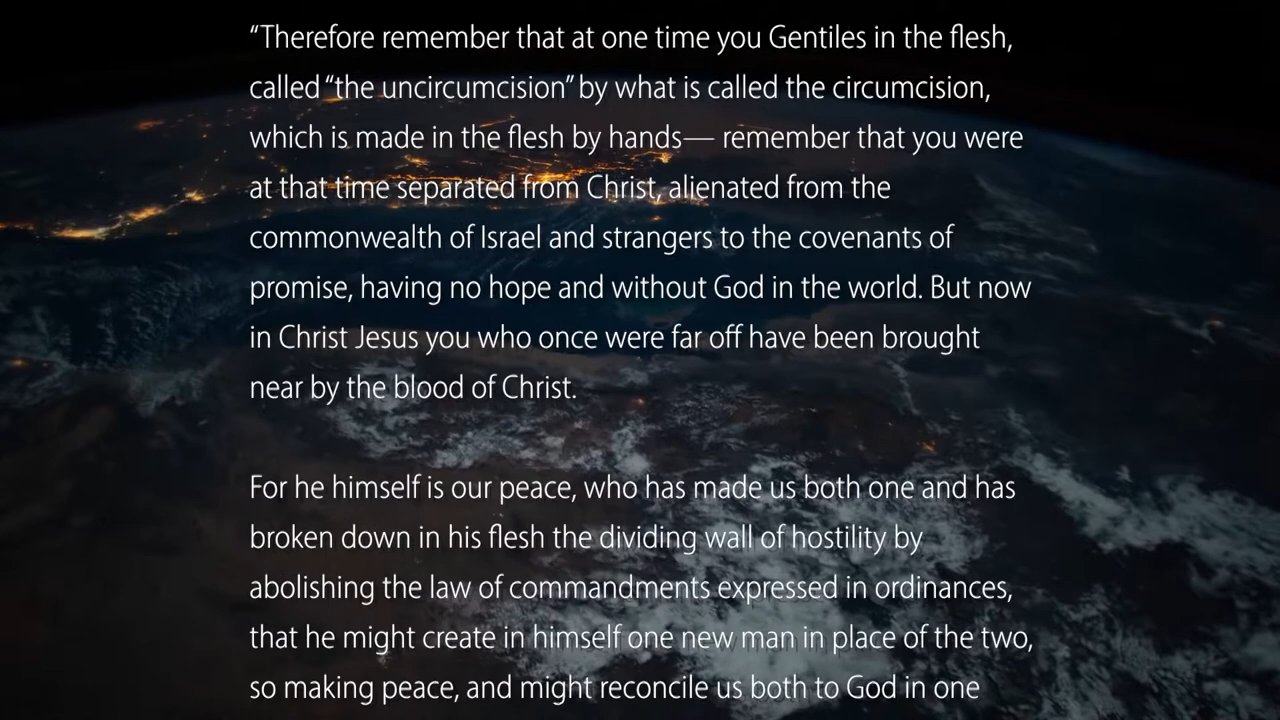 “Therefore remember that at one time you Gentiles in the flesh,
called “the uncircumcision” by what is called the circumcision,
which is made in the flesh by hands— remember that you were
at that time separated from Christ, alienated from the
commonwealth of Israel and strangers to the covenants of
promise, having no hope and without God in the world. But now
in Christ Jesus you who once were far off have been brought
near by the blood of Christ.
For he himself is our peace, who has made us both one and has
broken down in his flesh the dividing wall of hostility by
abolishing the law of commandments expressed in ordinances,
that he might create in himself one new man in place of the two,
so making peace, and might reconcile us both to God in one